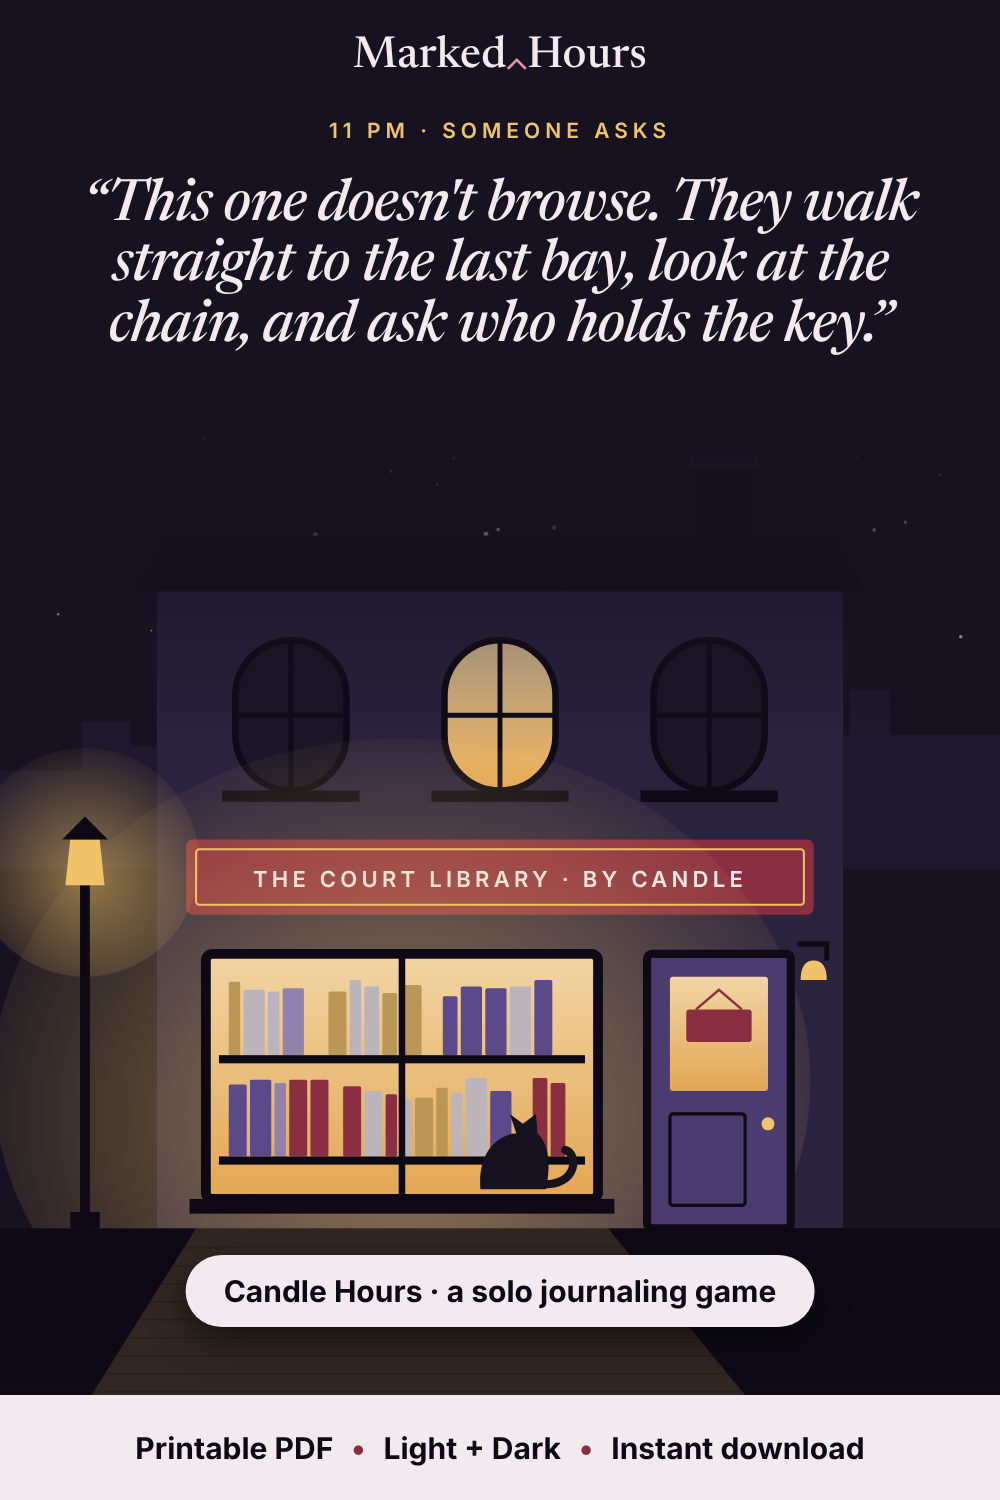 Marked‸Hours
11 PM · SOMEONE ASKS
“This one doesn't browse. They walk
straight to the last bay, look at the
chain, and ask who holds the key.”
THE COURT LIBRARY · BY CANDLE
Candle Hours · a solo journaling game
Printable PDF • Light + Dark • Instant download